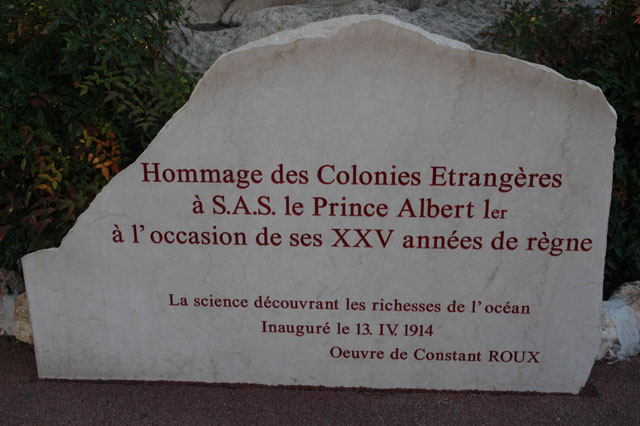 Hommage des Colonies Etrangères
à S.A.S. le Prince Albert 1er
à l'occasion de ses XXV années de règne
La science découvrant les richesses de l'océan
Inauguré le 13. IV. 1914
Oeuvre de Constant ROUX